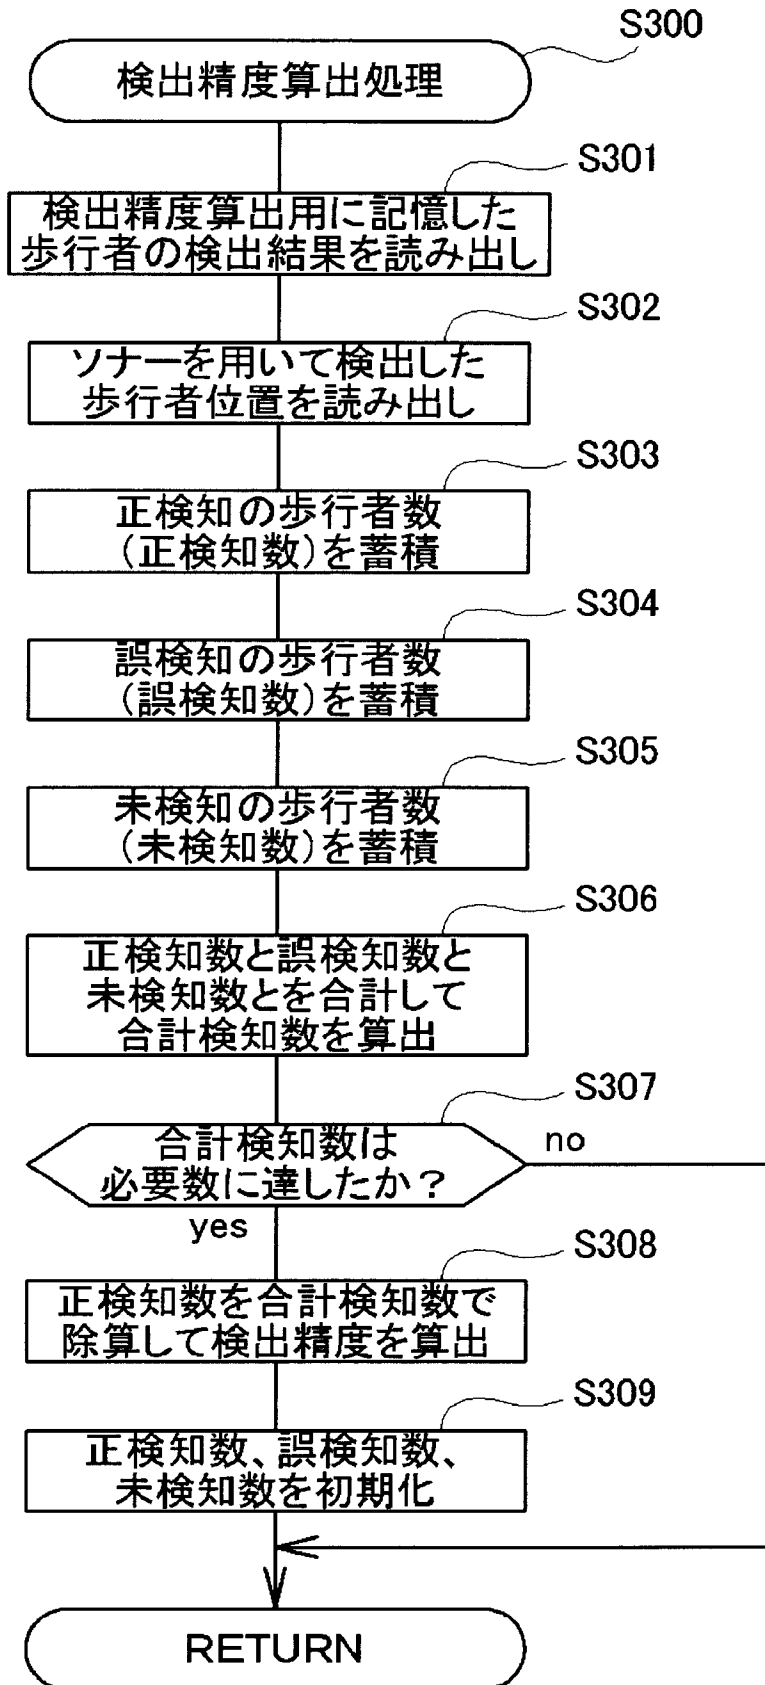 S300
検出精度算出処理
S301
検出精度算出用に記憶した
歩行者の検出結果を読み出し
S302
ソナーを用いて検出した
歩行者位置を読み出し
S303
正検知の歩行者数
(正検知数)を蓄積
S304
誤検知の歩行者数
(誤検知数)を蓄積
S305
未検知の歩行者数
(未検知数)を蓄積
S306
正検知数と誤検知数と
未検知数とを合計して
合計検知数を算出
S307
合計検知数は
必要数に達したか？
no
yes
S308
正検知数を合計検知数で
除算して検出精度を算出
S309
正検知数、誤検知数、
未検知数を初期化
RETURN